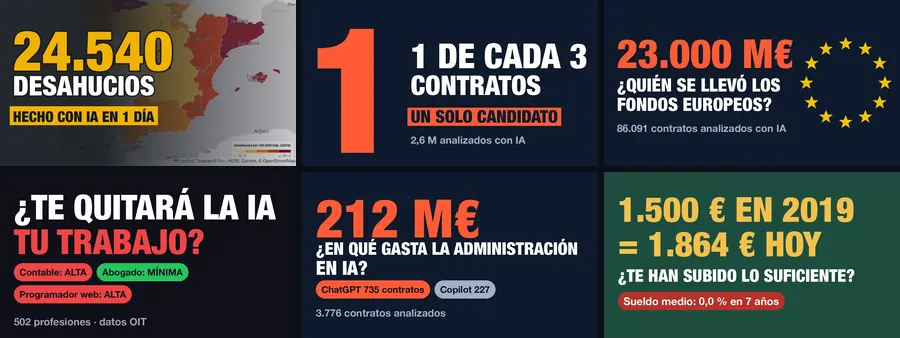 24.540
DESAHUCIOS
HECHO CON IA EN 1 DÍA
1
1 DE CADA 3
CONTRATOS
UN SOLO CANDIDATO
2,6 M analizados con IA
23.000 M€
¿QUIÉN SE LLEVÓ LOS
FONDOS EUROPEOS?
86.091 contratos analizados con IA
¿TE QUITARÁ LA IA
TU TRABAJO?
Contable: ALTA
Abogado: MÍNIMA
Programador web: ALTA
502 profesiones · datos OIT
212 M€
¿EN QUÉ GASTA LA ADMINISTRACIÓN
EN IA?
ChatGPT 735 contratos
Copilot 227
3.776 contratos analizados
1.500 € EN 2019
= 1.864 € HOY
¿TE HAN SUBIDO LO SUFICIENTE?
Sueldo medio: 0,0 % en 7 años